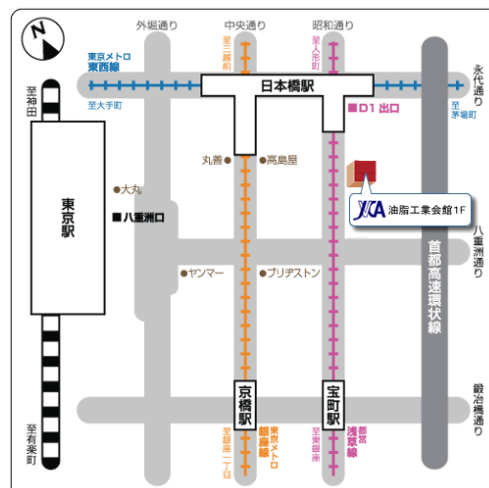 N
外堀通り
中央通り
昭和通り
東京メトロ
東西線
至三越前
至人形町
永代通り
至神田
至大手町
日本橋駅
■D1 出口
至茅場町
丸善●
●高島屋
●大丸
■八重洲口
東京駅
YCA 油脂工業会館1F
八重洲通り
首都高速環状線
●ヤンマー
●ブリヂストン
京橋駅
宝町駅
鍛冶橋通り
至有楽町
至銀座一丁目
東京メトロ
銀座線
至東銀座
都営
浅草線